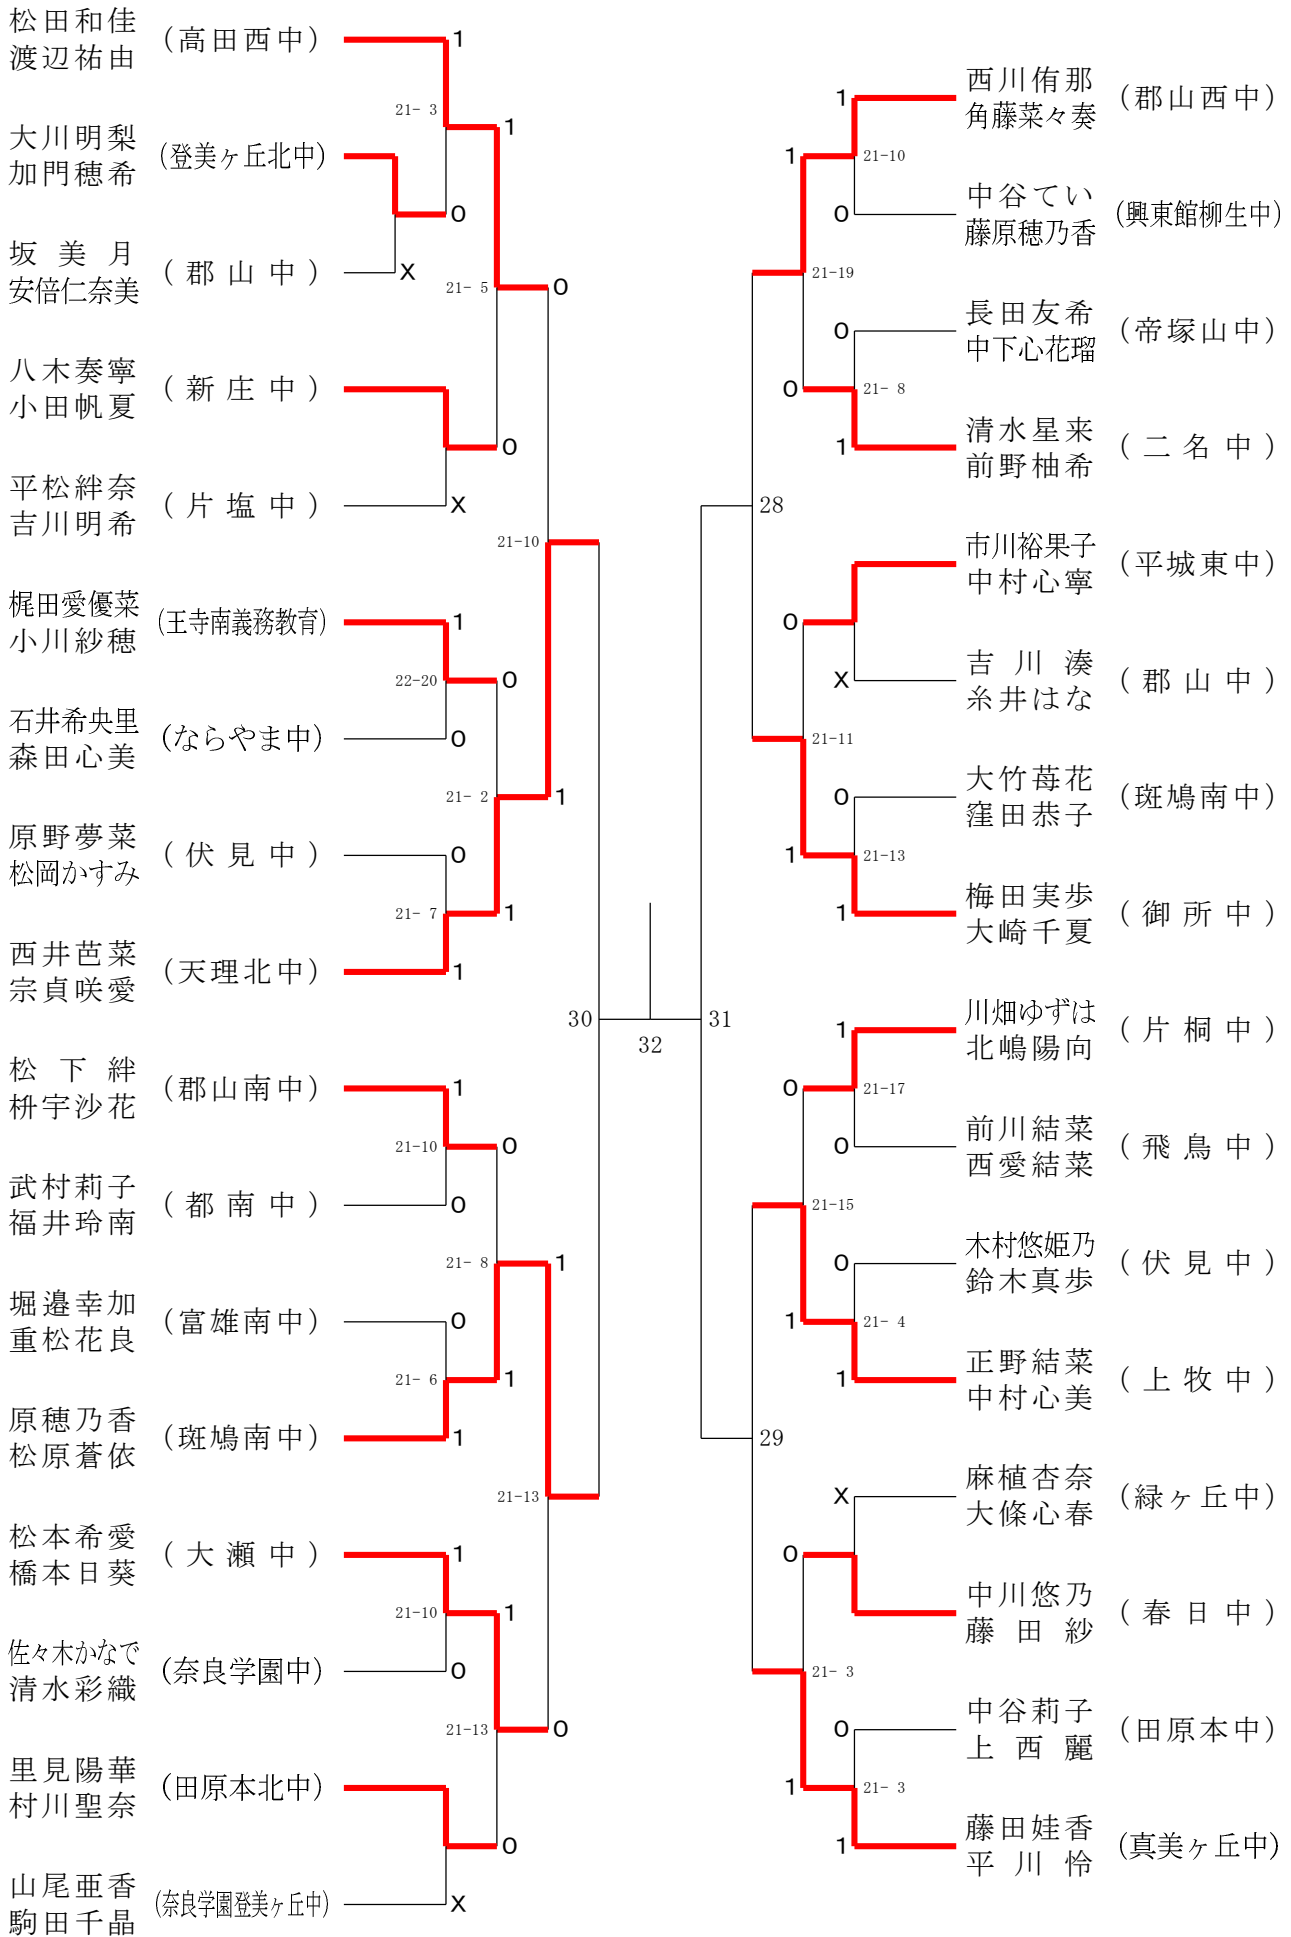 松田和佳
渡辺祐由
(高田西中)
1
21- 3
1
大川明梨
加門穂希
(登美ヶ丘北中)
0
坂美月
安倍仁奈美
(郡山中)
X
21- 5
0
八木奏寧
小田帆夏
(新庄中)
0
平松絆奈
吉川明希
(片塩中)
X
21-10
梶田愛優菜
小川紗穂
(王寺南義務教育)
1
22-20
0
石井希央里
森田心美
(ならやま中)
0
21- 2
1
原野夢菜
松岡かすみ
(伏見中)
0
21- 7
1
西井芭菜
宗貞咲愛
(天理北中)
1
30
32
31
松下絆
枡宇沙花
(郡山南中)
1
21-10
0
武村莉子
福井玲南
(都南中)
0
21- 8
1
堀邉幸加
重松花良
(富雄南中)
0
21- 6
1
原穂乃香
松原蒼依
(斑鳩南中)
1
21-13
松本希愛
橋本日葵
(大瀬中)
1
21-10
1
佐々木かなで
清水彩織
(奈良学園中)
0
21-13
0
里見陽華
村川聖奈
(田原本北中)
0
山尾亜香
駒田千晶
(奈良学園登美ヶ丘中)
X
1
西川侑那
角藤菜々奏
(郡山西中)
1
21-10
0
中谷てい
藤原穂乃香
(興東館柳生中)
21-19
0
長田友希
中下心花瑠
(帝塚山中)
0
21- 8
1
清水星来
前野柚希
(二名中)
28
市川裕果子
中村心寧
(平城東中)
0
X
吉川湊
糸井はな
(郡山中)
21-11
0
大竹苺花
窪田恭子
(斑鳩南中)
1
21-13
1
梅田実歩
大崎千夏
(御所中)
1
川畑ゆずは
北嶋陽向
(片桐中)
0
21-17
0
前川結菜
西愛結菜
(飛鳥中)
21-15
0
木村悠姫乃
鈴木真歩
(伏見中)
1
21- 4
1
正野結菜
中村心美
(上牧中)
29
X
麻植杏奈
大條心春
(緑ヶ丘中)
0
中川悠乃
藤田紗
(春日中)
21- 3
0
中谷莉子
上西麗
(田原本中)
1
21- 3
1
藤田娃香
平川怜
(真美ヶ丘中)